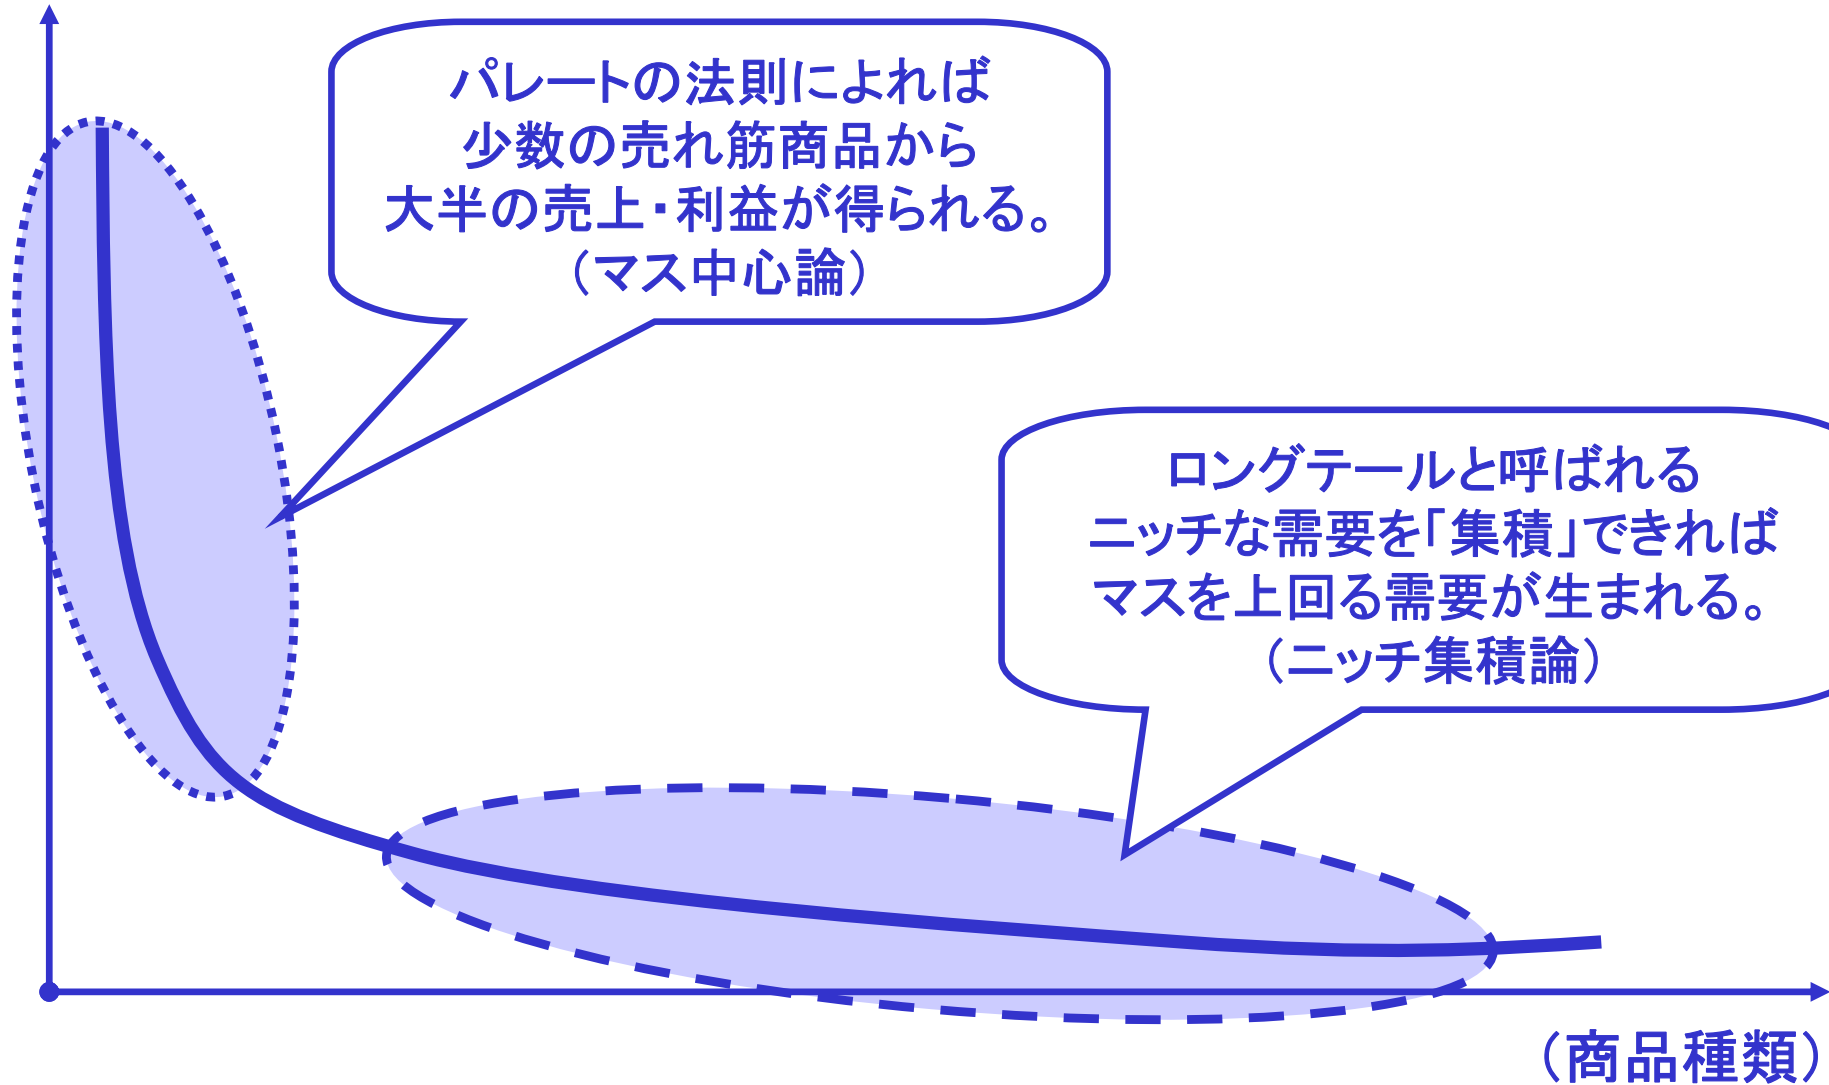 パレートの法則によれば
少数の売れ筋商品から
大半の売上・利益が得られる。
（マス中心論）
ロングテールと呼ばれる
ニッチな需要を「集積」できれば
マスを上回る需要が生まれる。
（ニッチ集積論）
（商品種類）